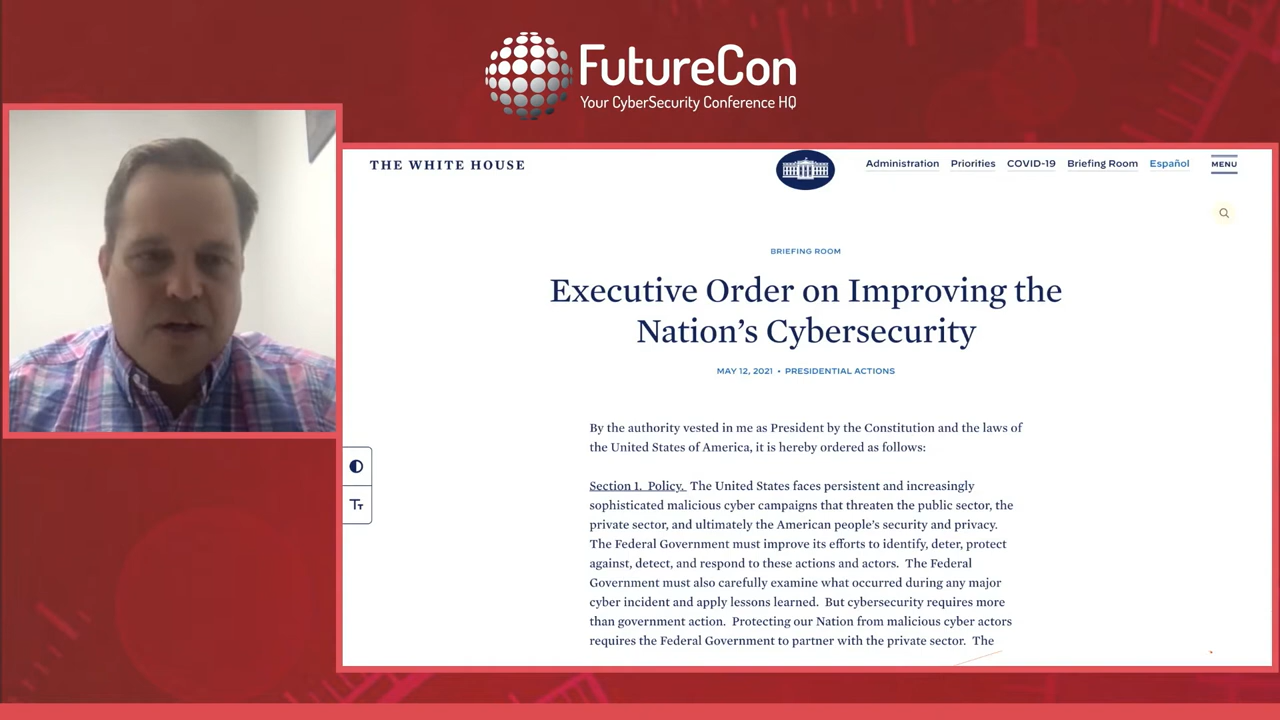 FutureCon
Your CyberSecurity Conference HQ
THE WHITE HOUSE
Administration Priorities COVID-19 Briefing Room Español MENU
BRIEFING ROOM
Executive Order on Improving the
Nation’s Cybersecurity
MAY 12, 2021 • PRESIDENTIAL ACTIONS
By the authority vested in me as President by the Constitution and the laws of
the United States of America, it is hereby ordered as follows:
Section 1. Policy. The United States faces persistent and increasingly
sophisticated malicious cyber campaigns that threaten the public sector, the
private sector, and ultimately the American people’s security and privacy.
The Federal Government must improve its efforts to identify, deter, protect
against, detect, and respond to these actions and actors. The Federal
Government must also carefully examine what occurred during any major
cyber incident and apply lessons learned. But cybersecurity requires more
than government action. Protecting our Nation from malicious cyber actors
requires the Federal Government to partner with the private sector. The
TT